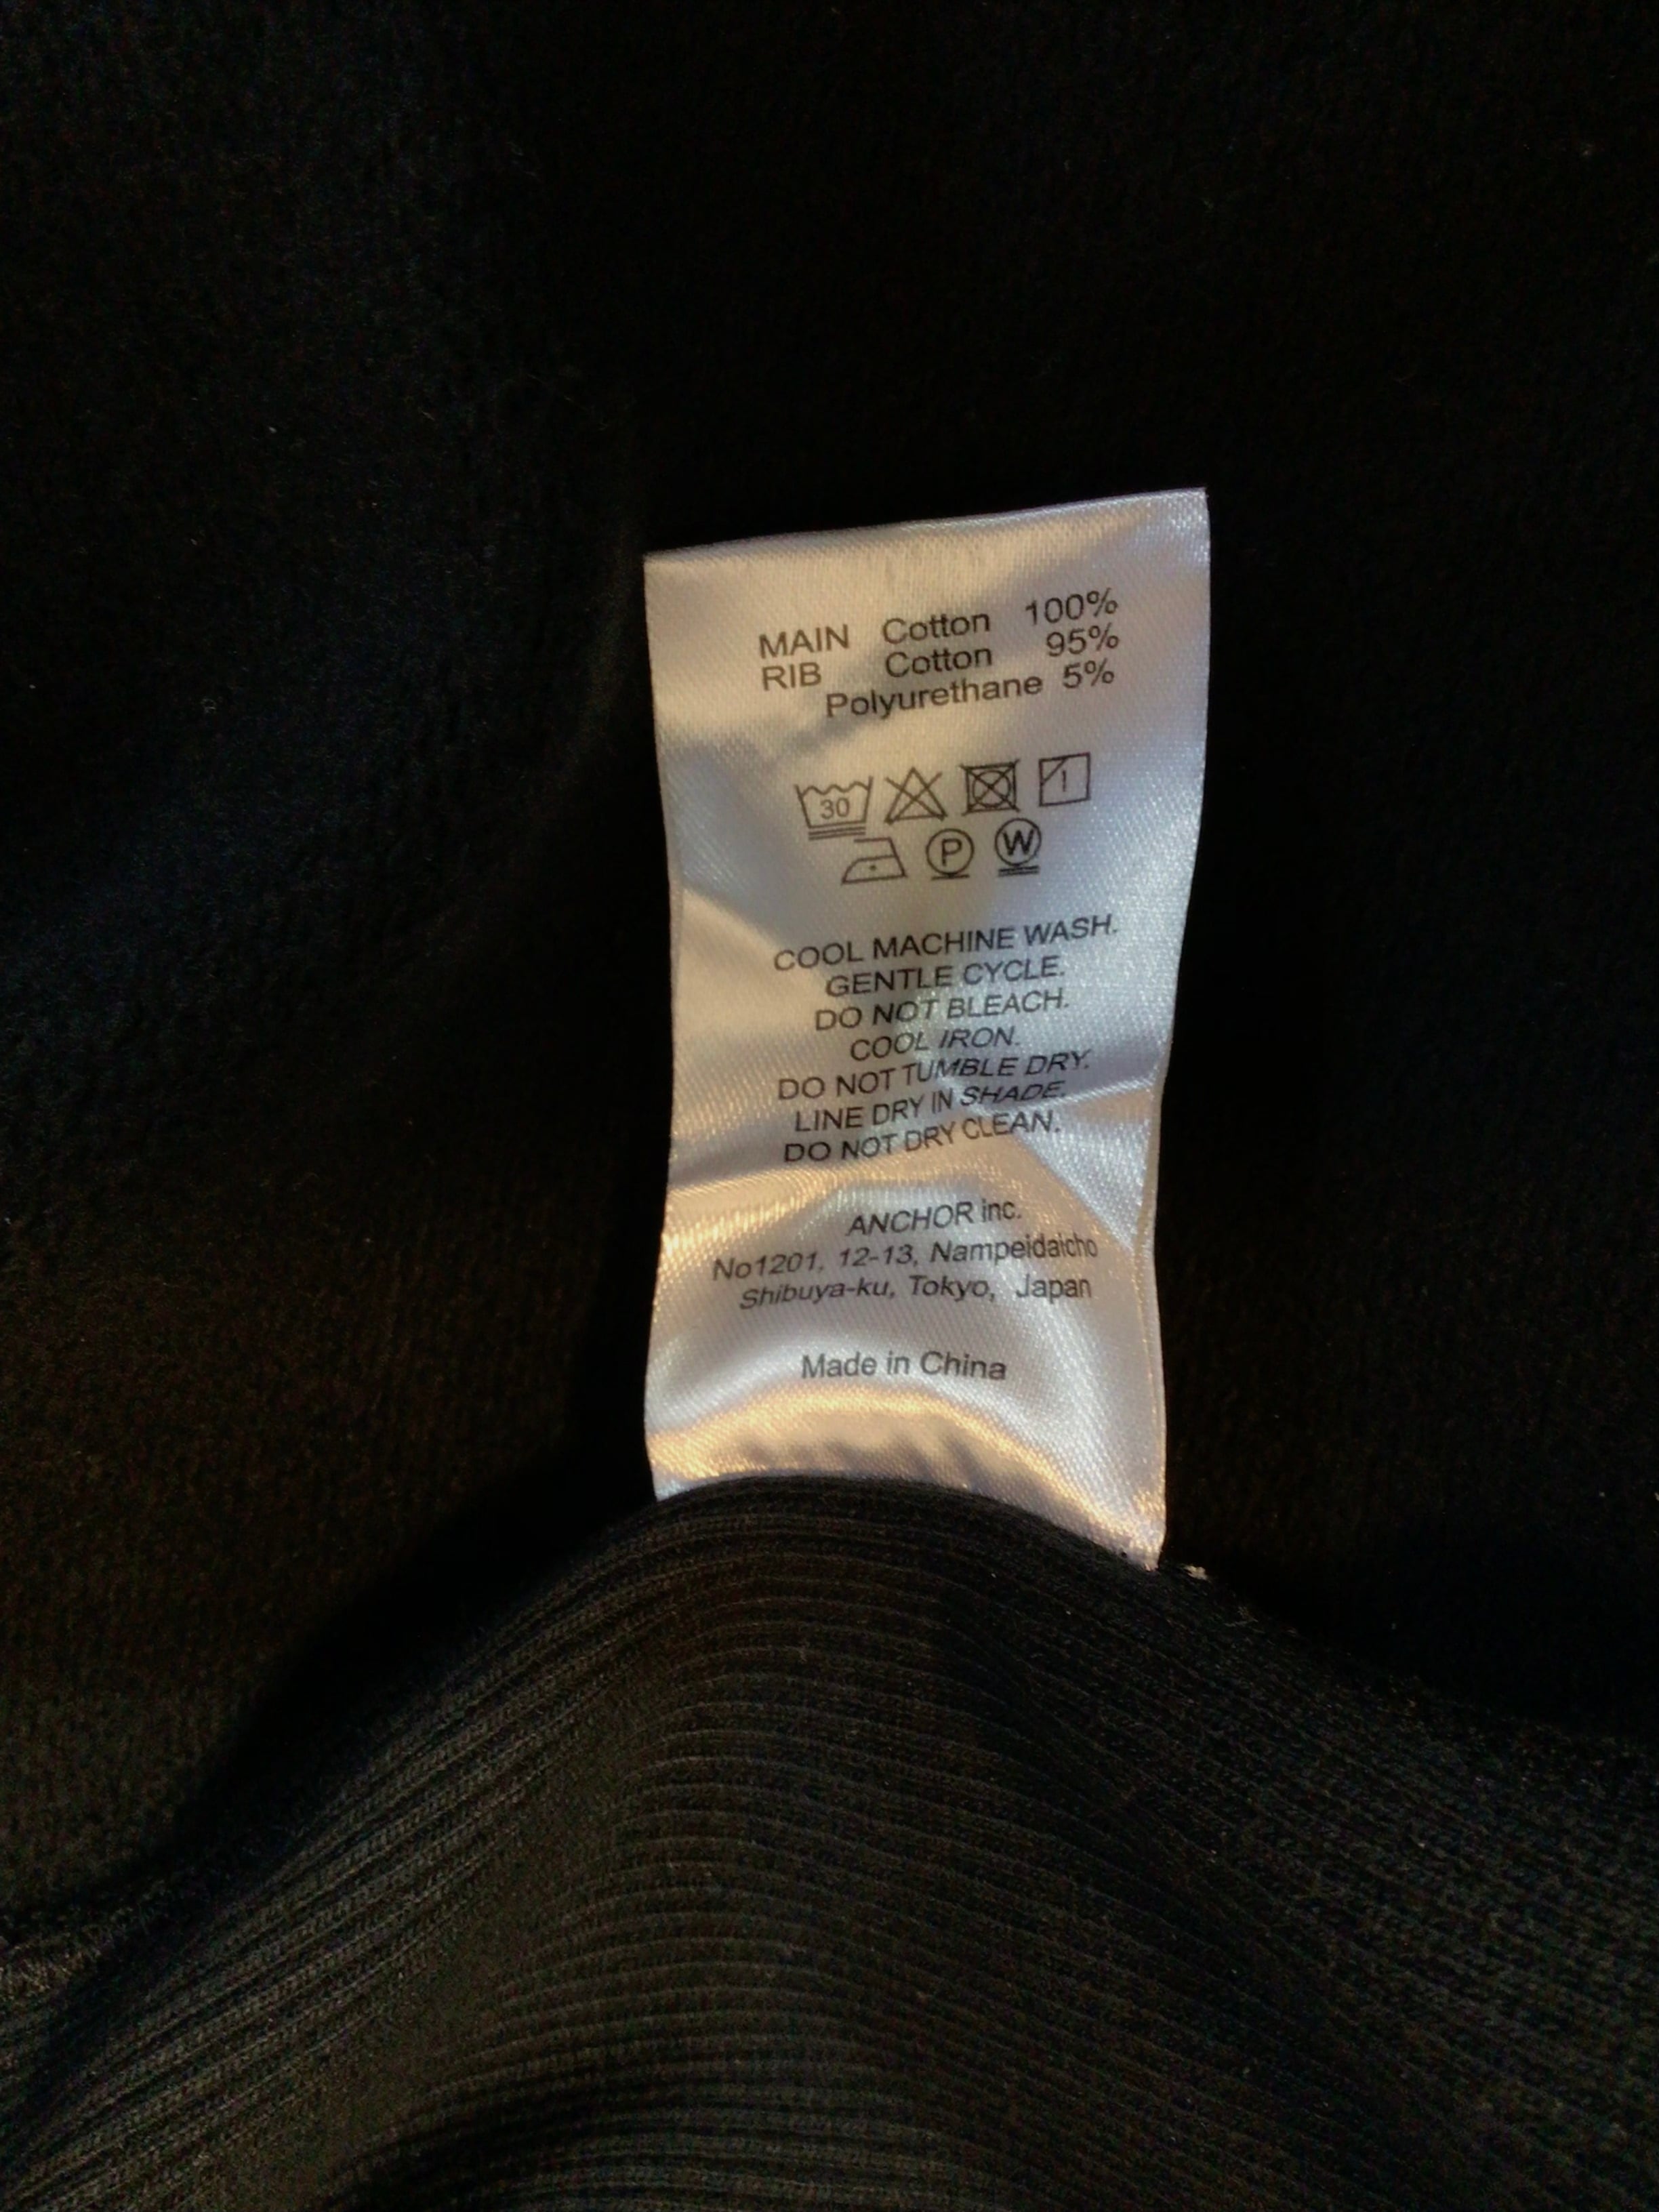 MAIN Cotton 100%
RIB Cotton 95%
Polyurethane 5%
30
P W
COOL MACHINE WASH.
GENTLE CYCLE.
DO NOT BLEACH.
COOL IRON.
DO NOT TUMBLE DRY.
LINE DRY IN SHADE.
DO NOT DRY CLEAN.
ANCHOR inc.
No1201, 12-13, Nampeidaicho
Shibuya-ku, Tokyo, Japan
Made in China